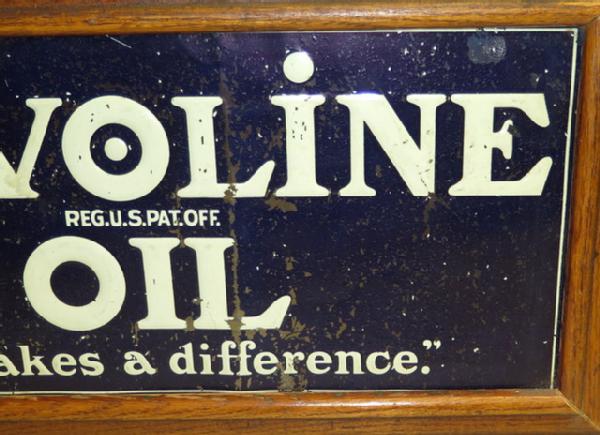 VOLiNE
REG.U.S.PAT.OFF.
OIL
akes a difference."